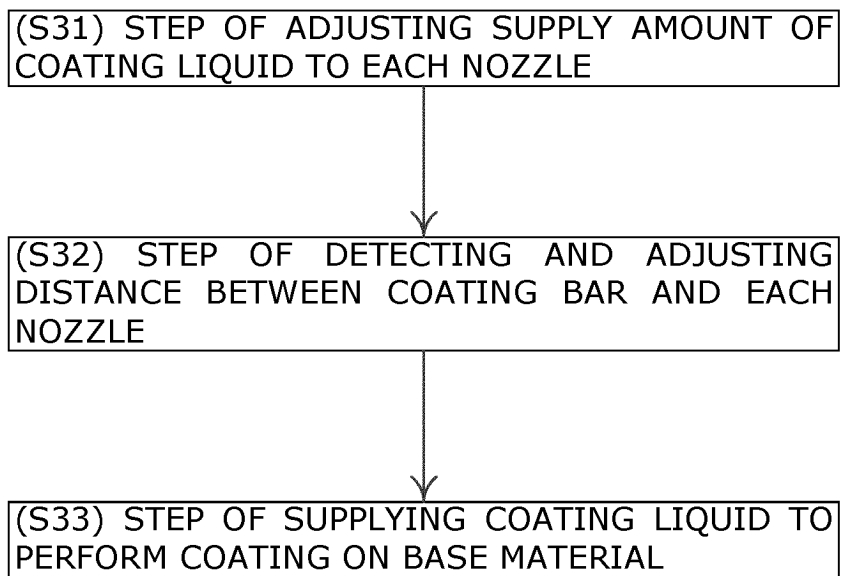 (S31) STEP OF ADJUSTING SUPPLY AMOUNT OF
COATING LIQUID TO EACH NOZZLE
(S32) STEP OF DETECTING AND ADJUSTING
DISTANCE BETWEEN COATING BAR AND EACH
NOZZLE
(S33) STEP OF SUPPLYING COATING LIQUID TO
PERFORM COATING ON BASE MATERIAL